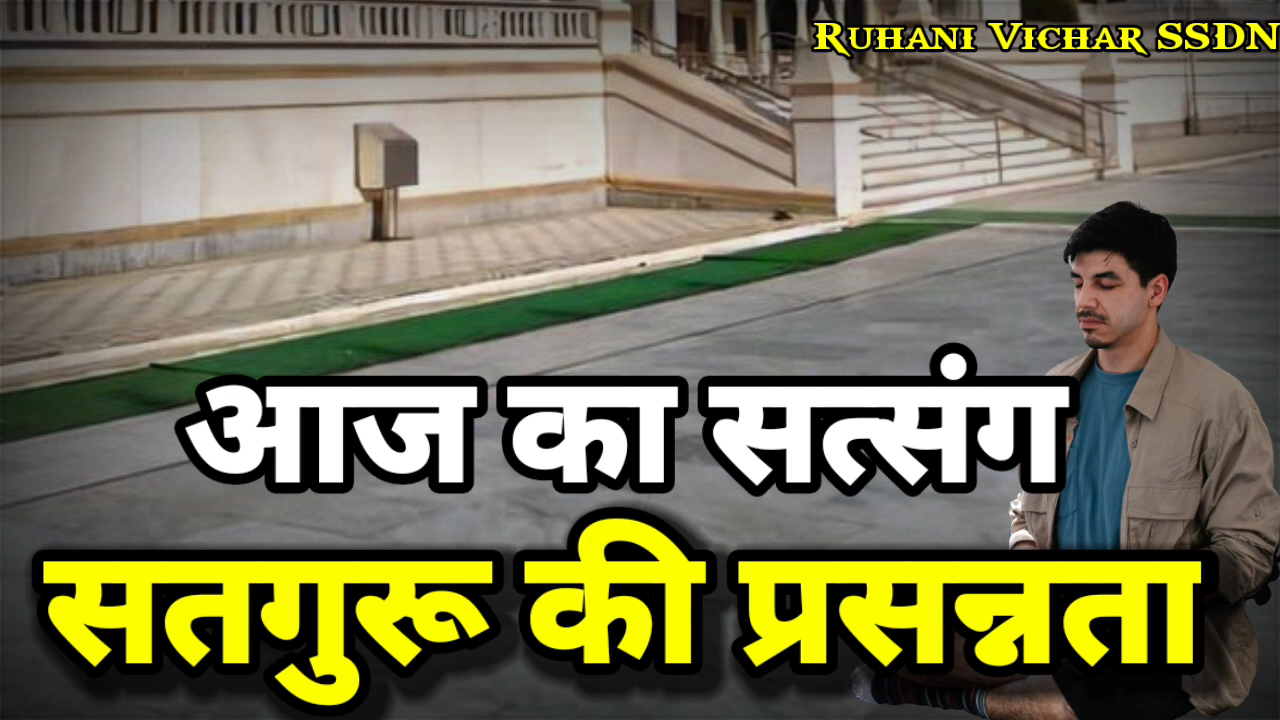 Ruhani Vichar SSDN
आज का सत्संग
सतगुरू की प्रसन्नता